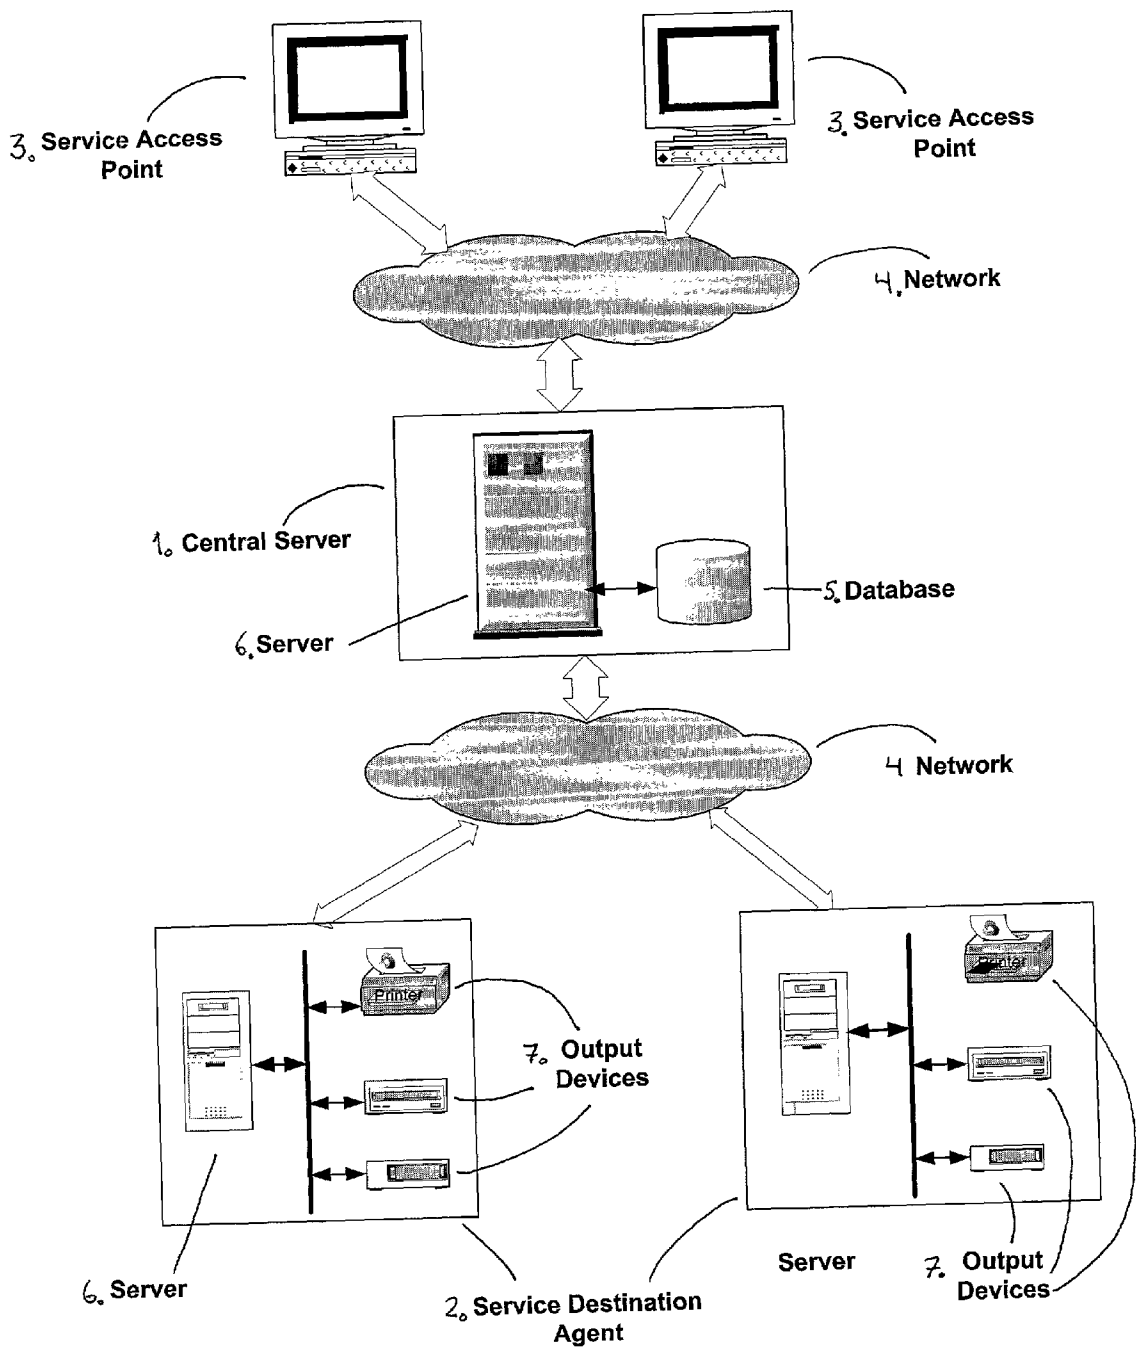 3. Service Access
Point
3. Service Access
Point
4. Network
1. Central Server
5. Database
6. Server
4 Network
Printer
Printer
7. Output
Devices
6. Server
Server
7. Output
Devices
2. Service Destination
Agent